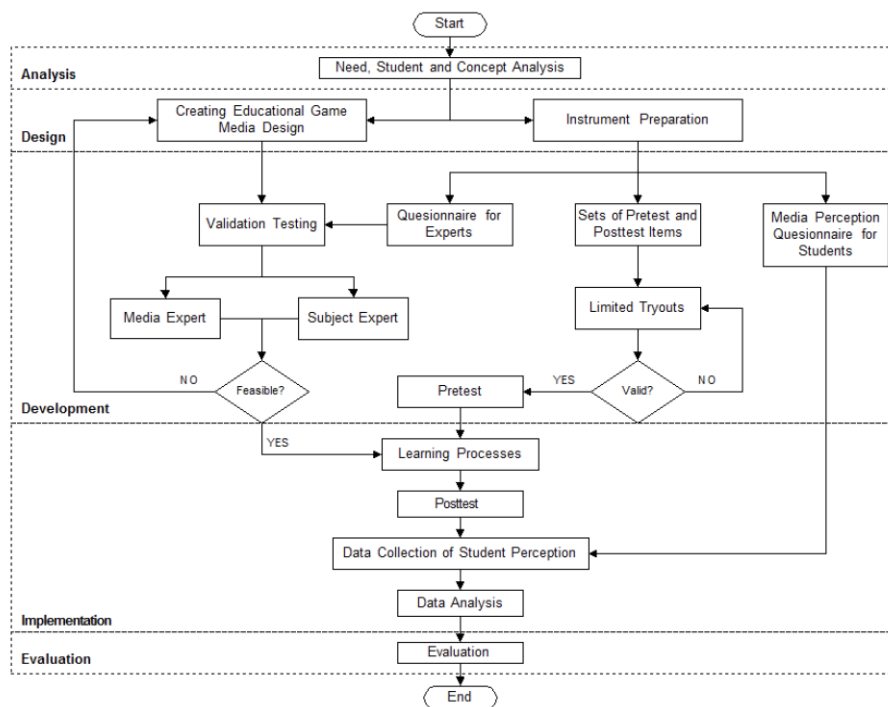 Start
Need, Student and Concept Analysis
Analysis
Creating Educational Game
Media Design
Instrument Preparation
Design
Validation Testing
Quesionnaire for
Experts
Sets of Pretest and
Posttest Items
Media Perception
Quesionnaire for
Students
Media Expert
Subject Expert
Limited Tryouts
NO
Feasible?
Pretest
YES
Valid?
NO
Development
YES
Learning Processes
Posttest
Data Collection of Student Perception
Data Analysis
Implementation
Evaluation
Evaluation
End